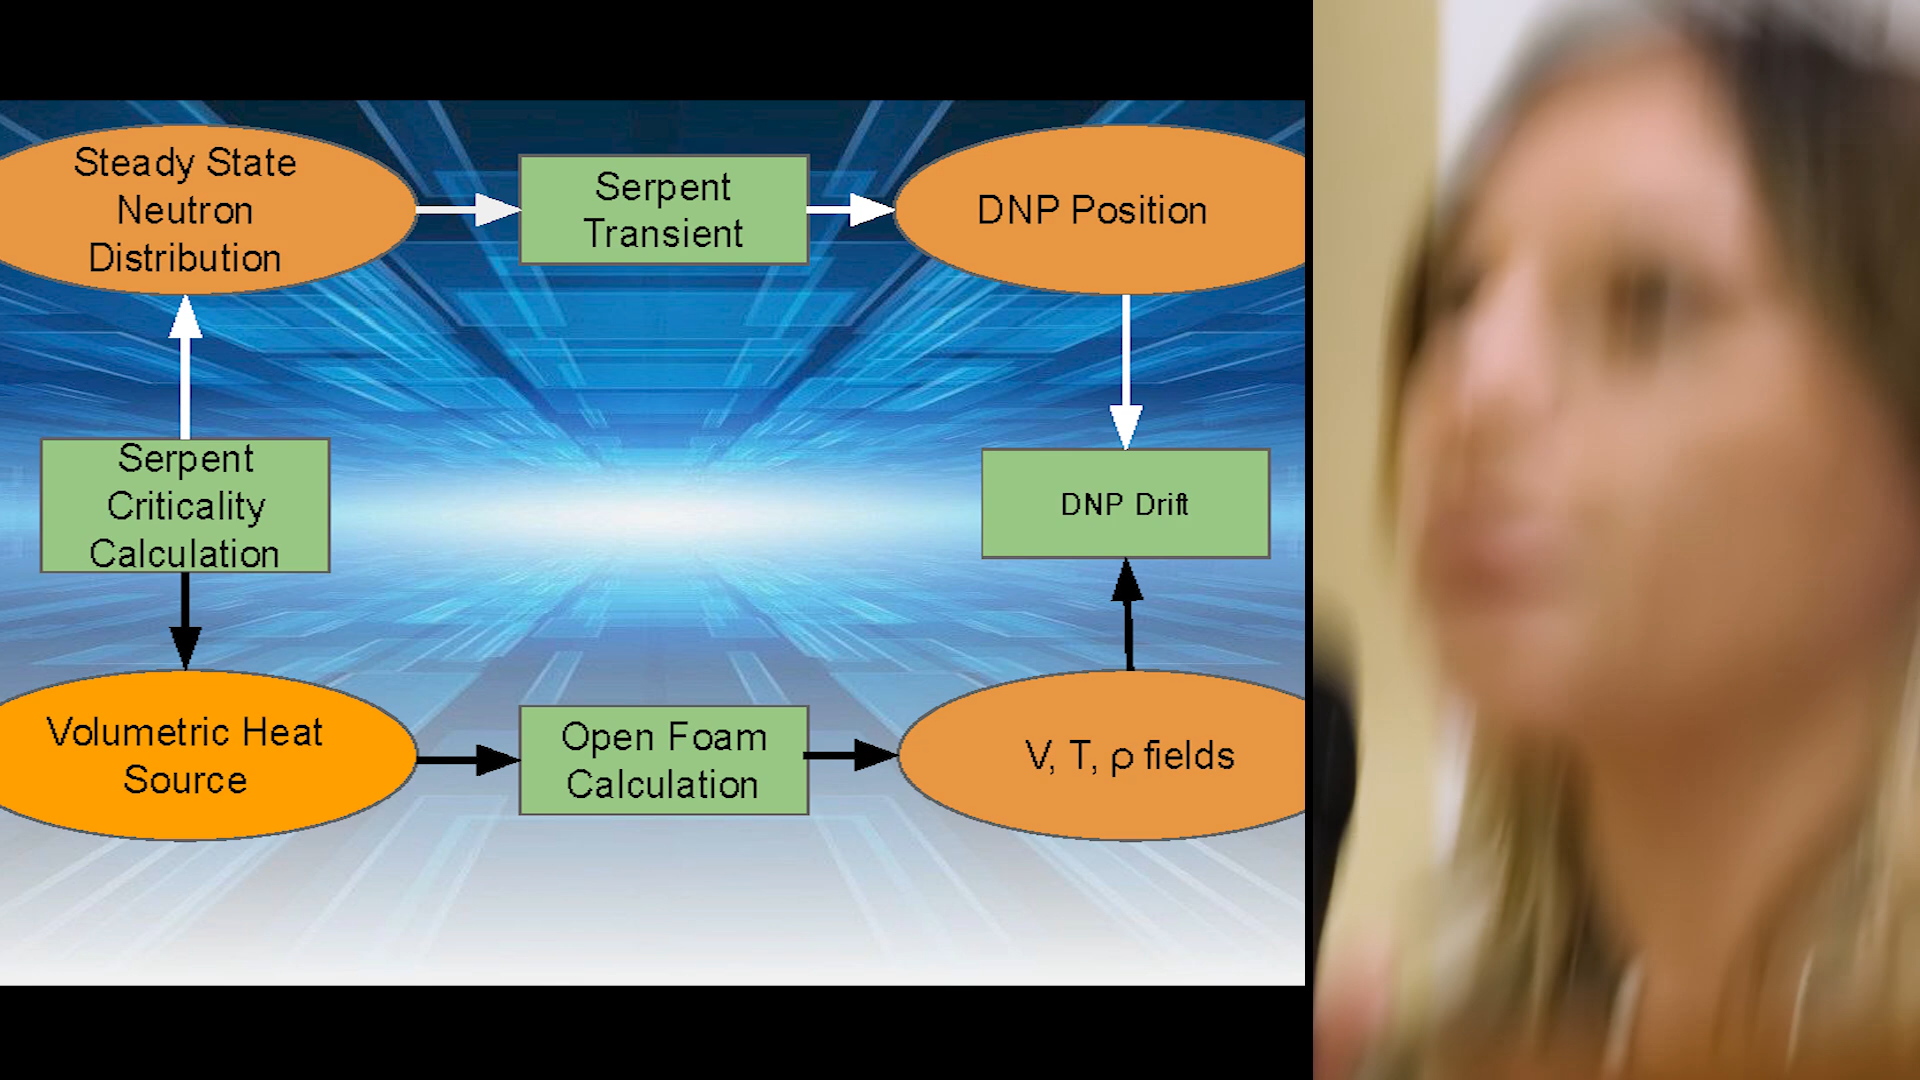 Steady State
Neutron
Distribution
Serpent
Transient
DNP Position
Serpent
Criticality
Calculation
DNP Drift
Volumetric Heat
Source
Open Foam
Calculation
V, T, ρ fields